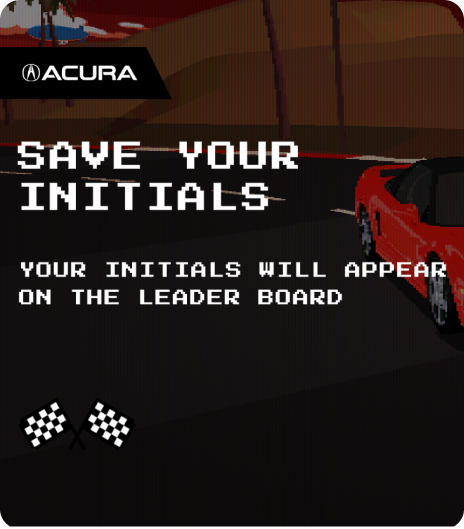 ACURA
SAVE YOUR
INITIALS
YOUR INITIALS WILL APPEAR
ON THE LEADER BOARD